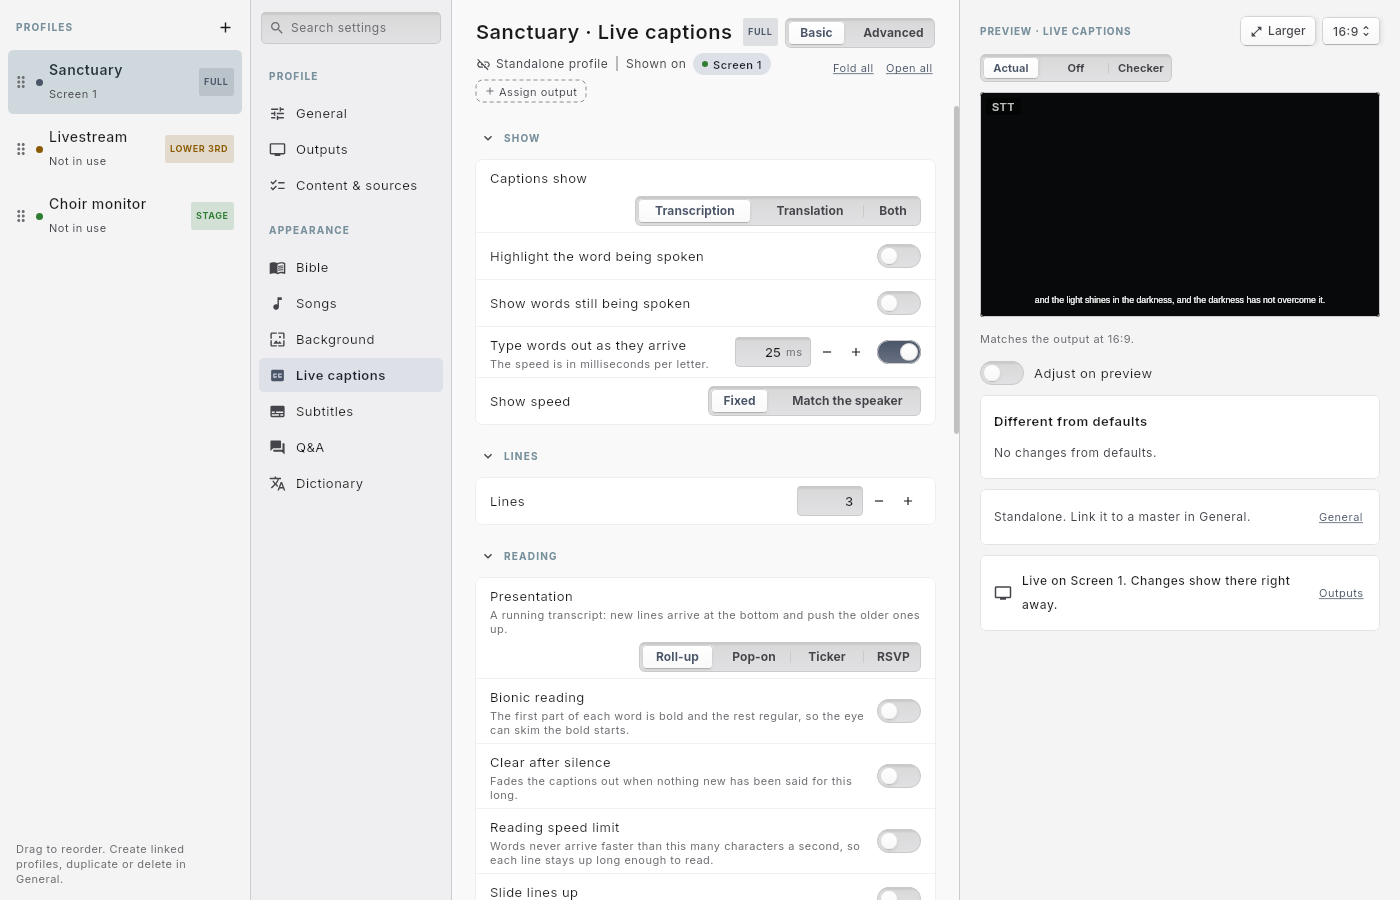 PROFILES
Sanctuary
Screen 1
FULL
Livestream
Not in use
LOWER 3RD
Choir monitor
Not in use
STAGE
Drag to reorder. Create linked
profiles, duplicate or delete in
General.
Search settings
PROFILE
General
Outputs
Content & sources
APPEARANCE
Bible
Songs
Background
Live captions
Subtitles
Q&A
Dictionary
Sanctuary · Live captions
FULL
Basic
Advanced
Standalone profile
Shown on
Screen 1
Fold all
Open all
+ Assign output
SHOW
Captions show
Transcription
Translation
Both
Highlight the word being spoken
Show words still being spoken
Type words out as they arrive
The speed is in milliseconds per letter.
25 ms
Show speed
Fixed
Match the speaker
LINES
Lines
3
READING
Presentation
A running transcript: new lines arrive at the bottom and push the older ones
up.
Roll-up
Pop-on
Ticker
RSVP
Bionic reading
The first part of each word is bold and the rest regular, so the eye
can skim the bold starts.
Clear after silence
Fades the captions out when nothing new has been said for this
long.
Reading speed limit
Words never arrive faster than this many characters a second, so
each line stays up long enough to read.
Slide lines up
PREVIEW · LIVE CAPTIONS
Larger
16:9
Actual
Off
Checker
STT
and the light shines in the darkness, and the darkness has not overcome it.
Matches the output at 16:9.
Adjust on preview
Different from defaults
No changes from defaults.
Standalone. Link it to a master in General.
General
Live on Screen 1. Changes show there right
away.
Outputs